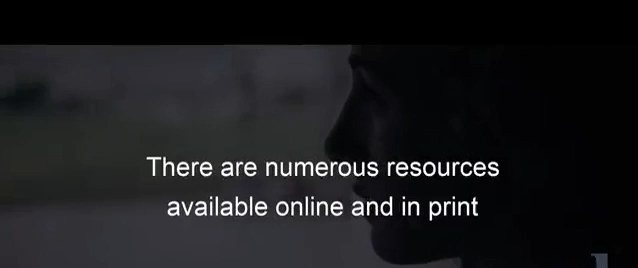 There are numerous resources
available online and in print